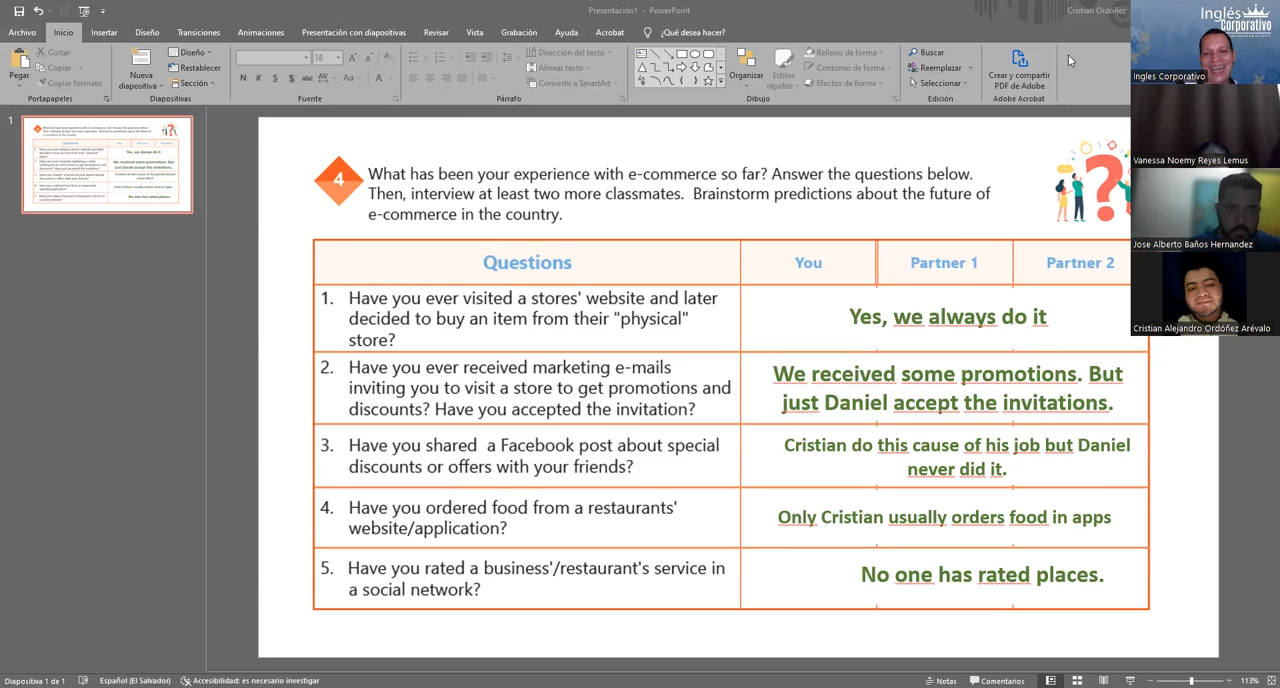 Presentación1 - PowerPoint
Cristian Ordóñez
Archivo Inicio Insertar Diseño Transiciones Animaciones Presentación con diapositivas Revisar Vista Grabación Ayuda Acrobat ¿Qué desea hacer?
Pegar
Cortar
Copiar
Copiar formato
Portapapeles
Nueva diapositiva
Diseño
Restablecer
Sección
Diapositivas
18
N K S S abc AV Aa A
Fuente
Dirección del texto
Alinear texto
Convertir a SmartArt
Párrafo
Organizar
Estilos rápidos
Relleno de forma
Contorno de forma
Efectos de forma
Dibujo
Buscar
Reemplazar
Seleccionar
Edición
Crear y compartir PDF de Adobe
Adobe Acrobat
Inglés
Corporativo
Ingles Corporativo
Vanessa Noemy Reyes Lemus
Jose Alberto Baños Hernandez
Cristian Alejandro Ordóñez Arévalo
1
4
What has been your experience with e-commerce so far? Answer the questions below.
Then, interview at least two more classmates. Brainstorm predictions about the future of
e-commerce in the country.
Questions You Partner 1 Partner 2
1. Have you ever visited a stores' website and later
decided to buy an item from their "physical"
store?
Yes, we always do it
2. Have you ever received marketing e-mails
inviting you to visit a store to get promotions and
discounts? Have you accepted the invitation?
We received some promotions. But
just Daniel accept the invitations.
3. Have you shared a Facebook post about special
discounts or offers with your friends?
Cristian do this cause of his job but Daniel
never did it.
4. Have you ordered food from a restaurants'
website/application?
Only Cristian usually orders food in apps
5. Have you rated a business'/restaurant's service in
a social network?
No one has rated places.
Diapositiva 1 de 1 Español (El Salvador) Accesibilidad: es necesario investigar Notas Comentarios 113%